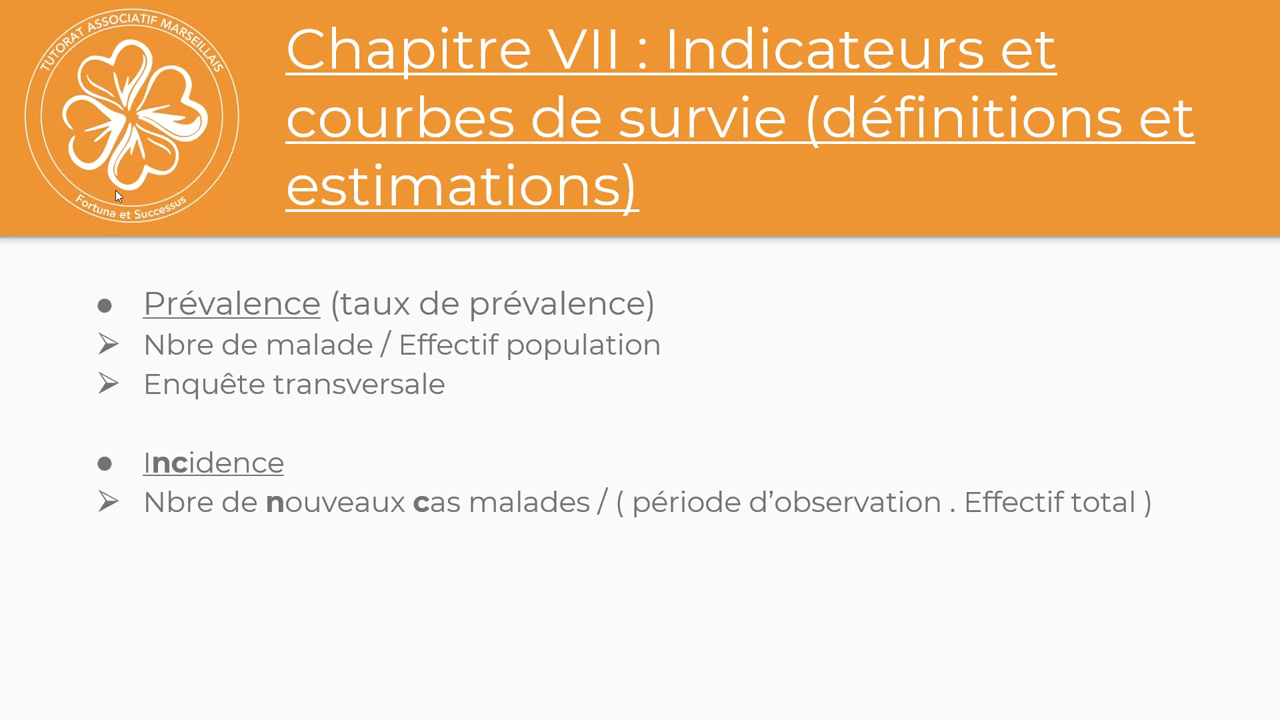 TUTORAT ASSOCIATIF MARSEILLAIS
Fortuna et Successus
Chapitre VII : Indicateurs et
courbes de survie (définitions et
estimations)
● Prévalence (taux de prévalence)
➢ Nbre de malade / Effectif population
➢ Enquête transversale
● Incidence
➢ Nbre de nouveaux cas malades / ( période d’observation . Effectif total )